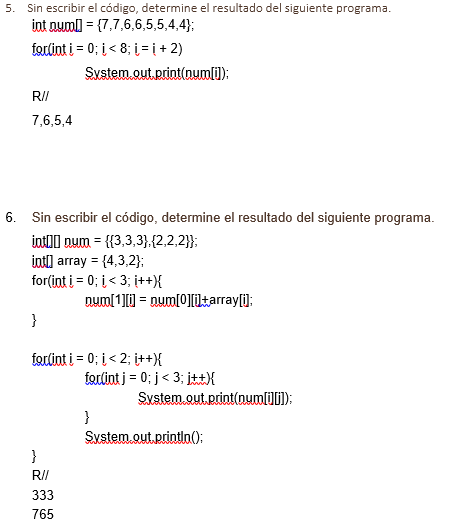 5. Sin escribir el código, determine el resultado del siguiente programa.
int num[] = {7,7,6,6,5,5,4,4};
for(int i = 0; i < 8; i = i + 2)
System.out.print(num[i]);
R//
7,6,5,4
6. Sin escribir el código, determine el resultado del siguiente programa.
int[][] num = {{3,3,3},{2,2,2}};
int[] array = {4,3,2};
for(int i = 0; i < 3; i++){
num[1][i] = num[0][i]+array[i];
}
for(int i = 0; i < 2; i++){
for(int j = 0; j < 3; j++){
System.out.print(num[i][j]);
}
System.out.println();
}
R//
333
765